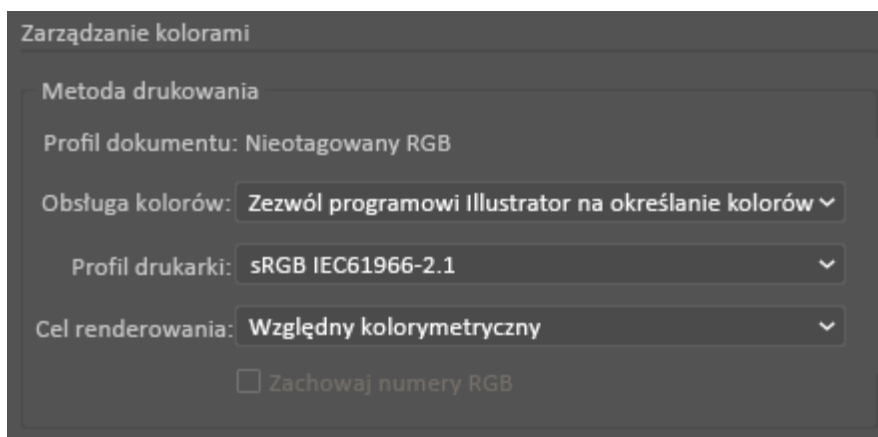 Zarządzanie kolorami
Metoda drukowania
Profil dokumentu: Nieotagowany RGB
Obsługa kolorów: Zezwól programowi Illustrator na określanie kolorów
Profil drukarki: sRGB IEC61966-2.1
Cel renderowania: Względny kolorymetryczny
Zachowaj numery RGB